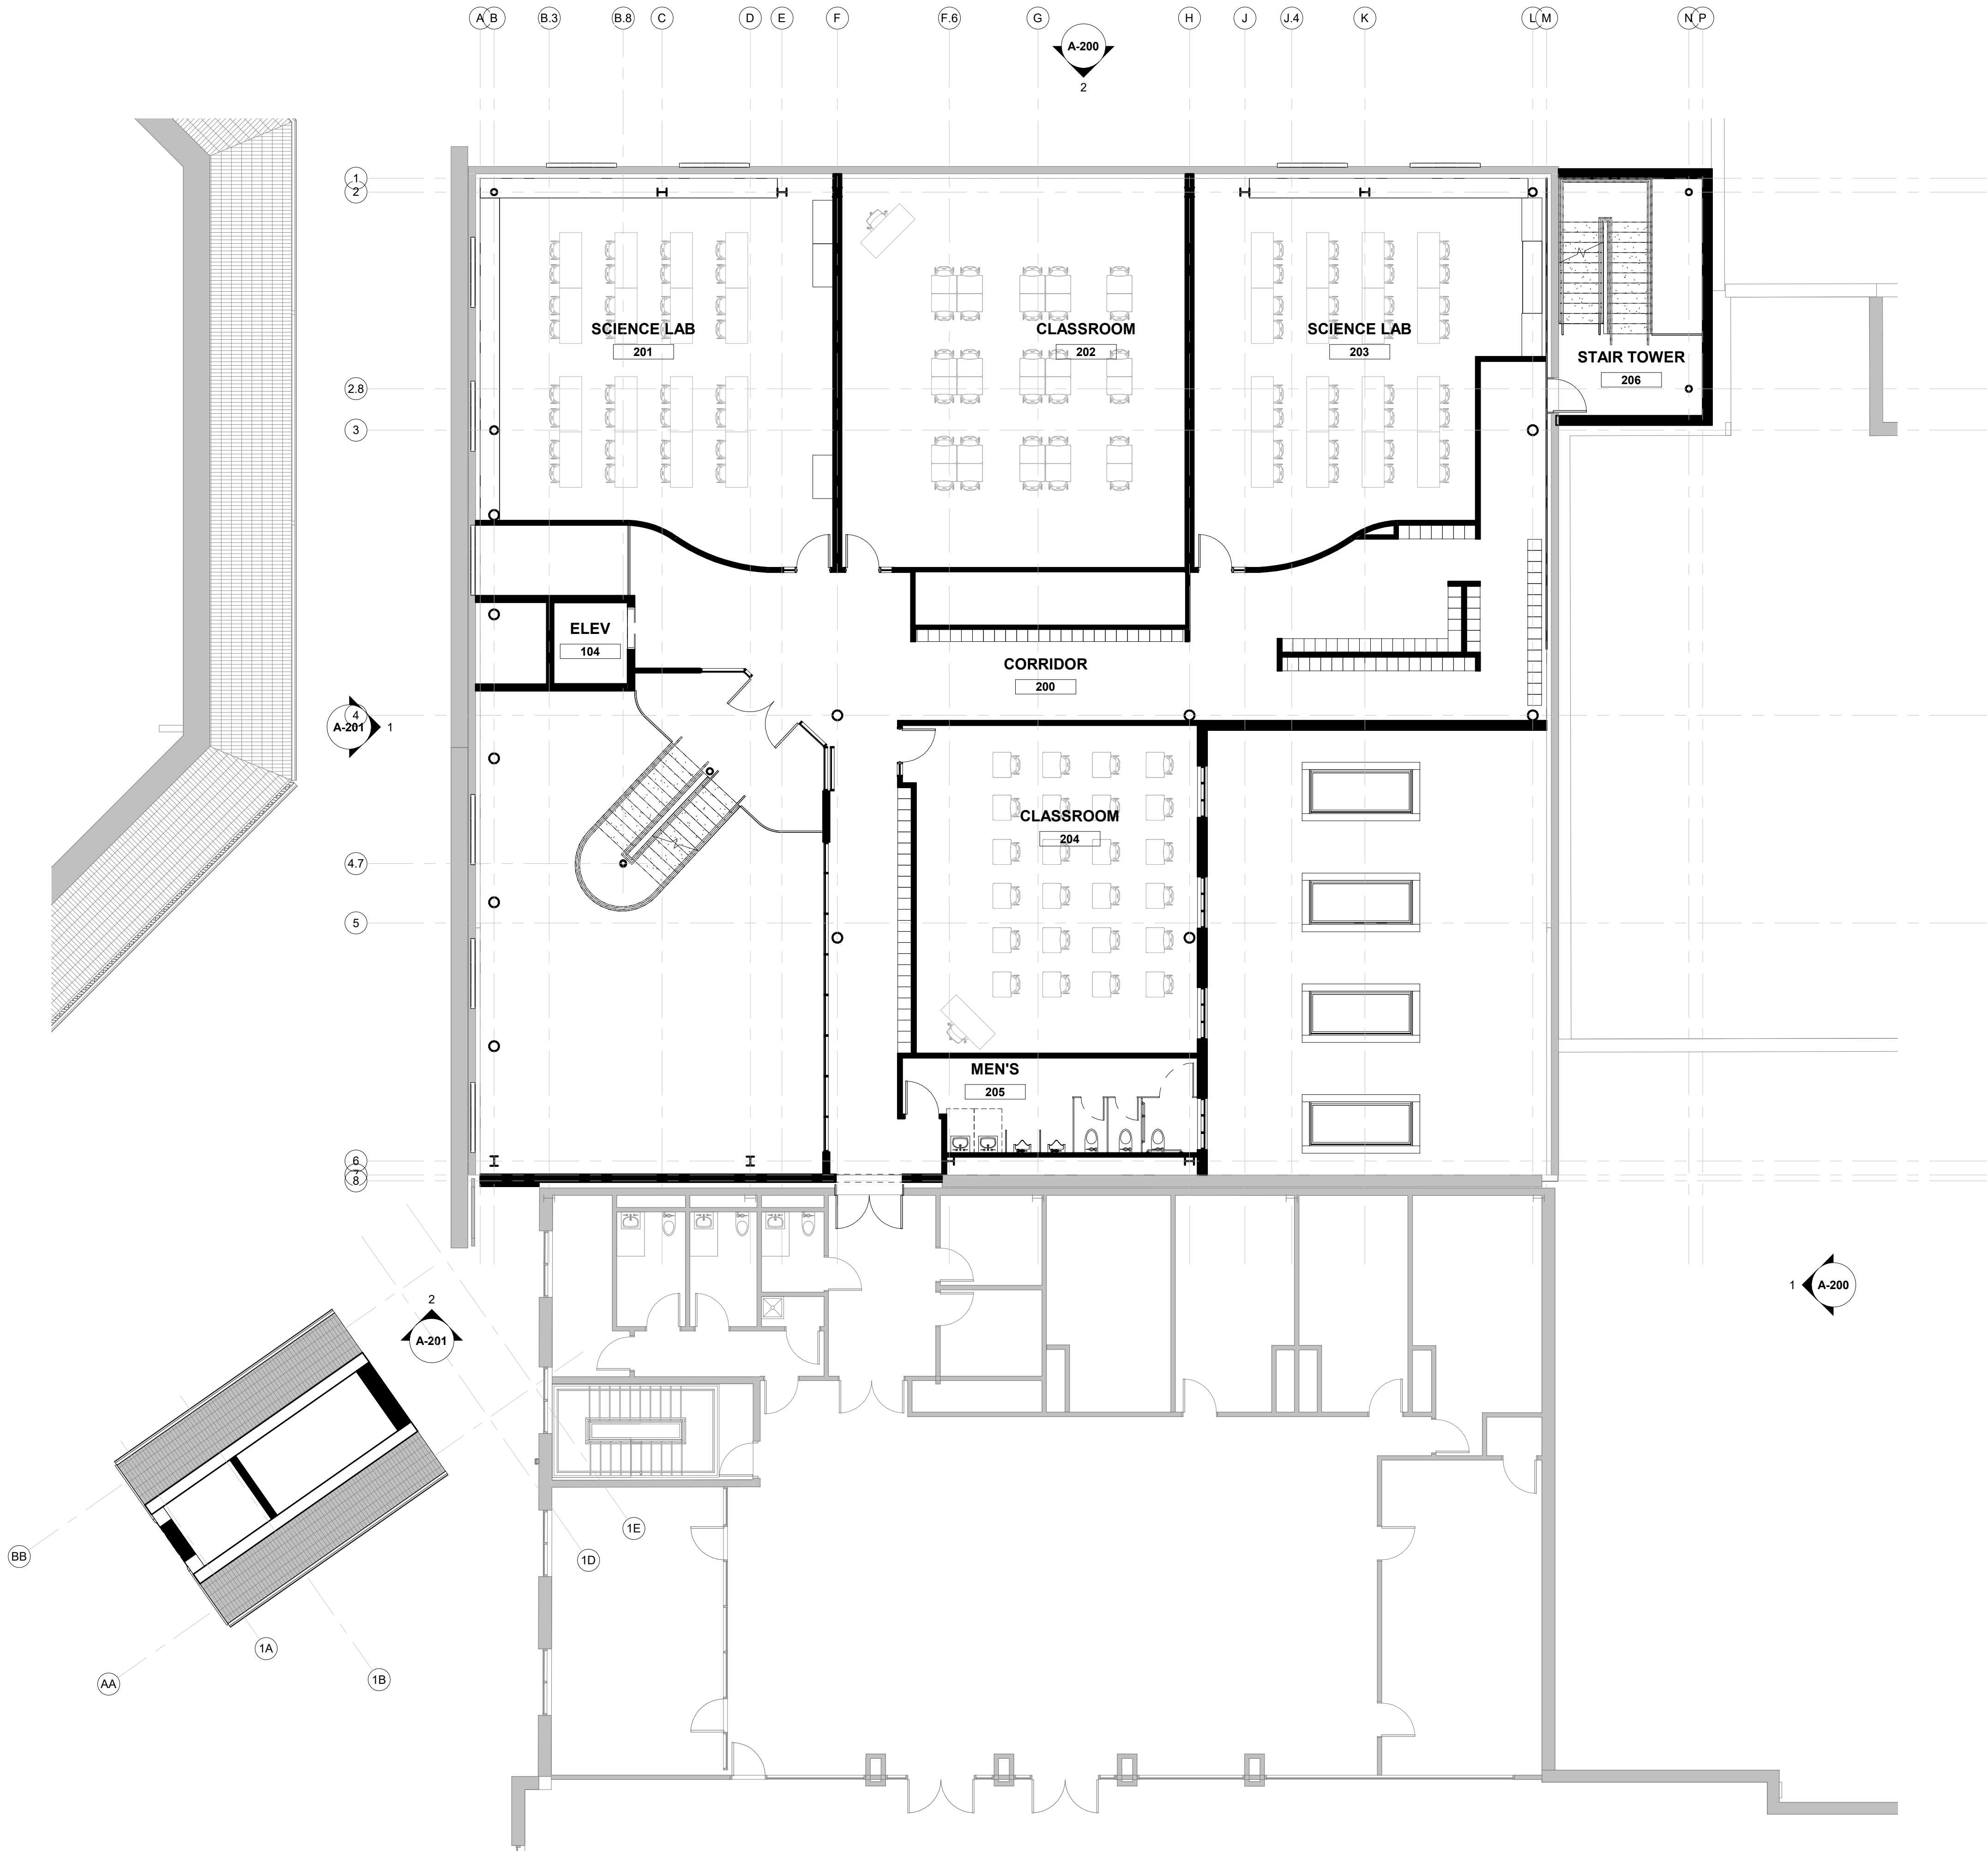 A B B.3 B.8 C D E F F.6 G H J J.4 K L M N P
A-200
2
1
2
SCIENCE LAB
201
CLASSROOM
202
SCIENCE LAB
203
STAIR TOWER
206
2.8
3
ELEV
104
CORRIDOR
200
4
A-201 1
CLASSROOM
204
4.7
5
MEN'S
205
6
7
8
1 A-200
2
A-201
1E
BB
1D
1A
1B
AA